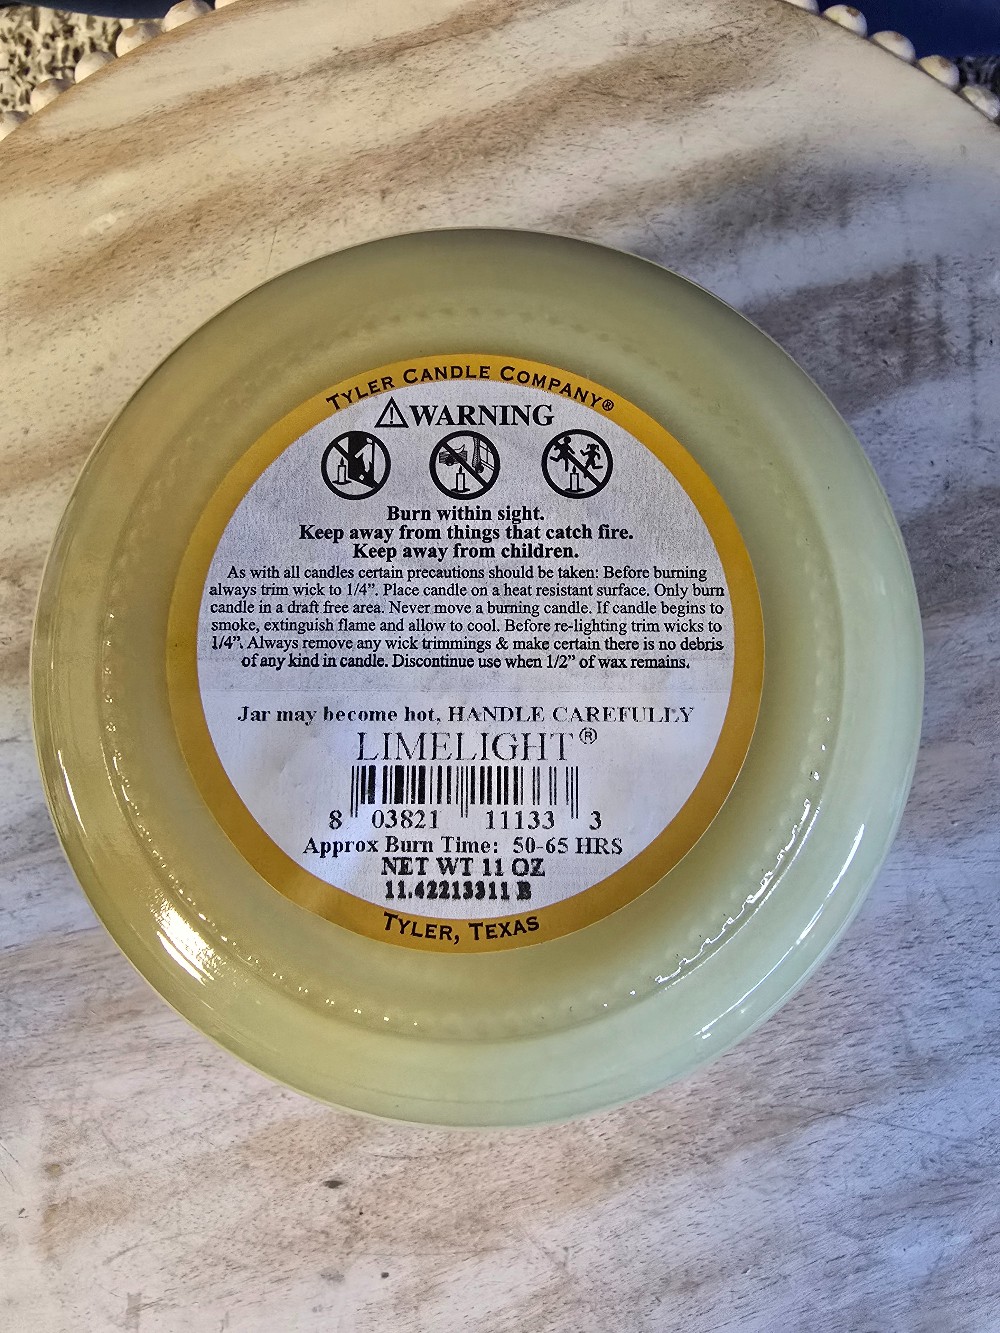 TYLER CANDLE COMPANY®
⚠WARNING
Burn within sight.
Keep away from things that catch fire.
Keep away from children.
As with all candles certain precautions should be taken: Before burning
always trim wick to 1/4”. Place candle on a heat resistant surface. Only burn
candle in a draft free area. Never move a burning candle. If candle begins to
smoke, extinguish flame and allow to cool. Before re-lighting trim wicks to
1/4”. Always remove any wick trimmings & make certain there is no debris
of any kind in candle. Discontinue use when 1/2” of wax remains.
Jar may become hot, HANDLE CAREFULLY
LIMELIGHT®
8 03821 11133 3
Approx Burn Time: 50-65 HRS
NET WT 11 OZ
11.42213311 B
TYLER, TEXAS